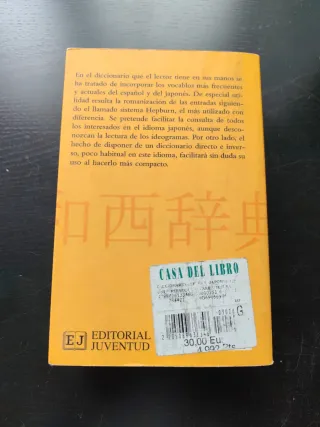 En el diccionario que el lector tiene en sus manos se
ha tratado de incorporar los vocablos más frecuentes
y actuales del español y del japonés. De especial uti-
lidad resulta la romanización de las entradas siguien-
do el llamado sistema Hepburn, el más utilizado con
diferencia. Se pretende facilitar la consulta de todos
los interesados en el idioma japonés, aunque desco-
nozcan la lectura de los ideogramas. Por otro lado, el
hecho de disponer de un diccionario directo e inver-
so, poco habitual en este idioma, facilitará sin duda su
uso al hacerlo más compacto.
和西辞典
CASA DEL LIBRO
G
30,00 Eu
4.992 Pts
EJ EDITORIAL
JUVENTUD